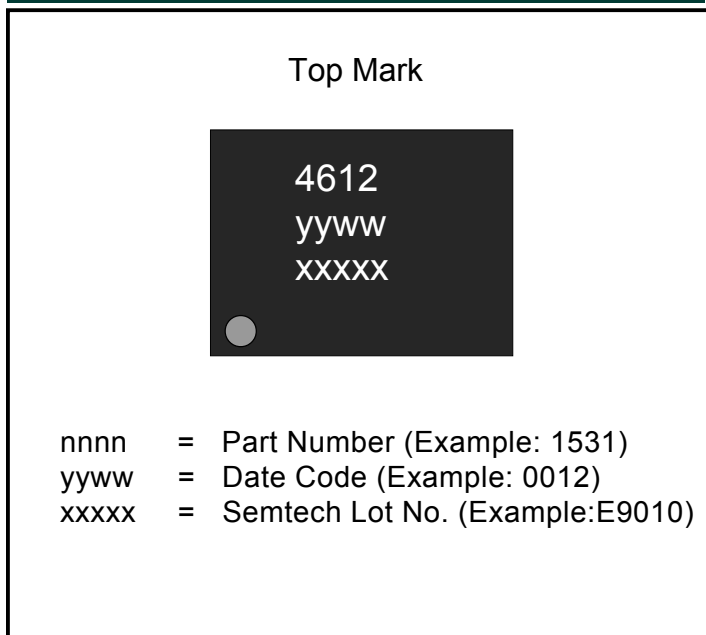 Top Mark
4612
yyww
xxxxx
nnnn = Part Number (Example: 1531)
yyww = Date Code (Example: 0012)
xxxxx = Semtech Lot No. (Example:E9010)